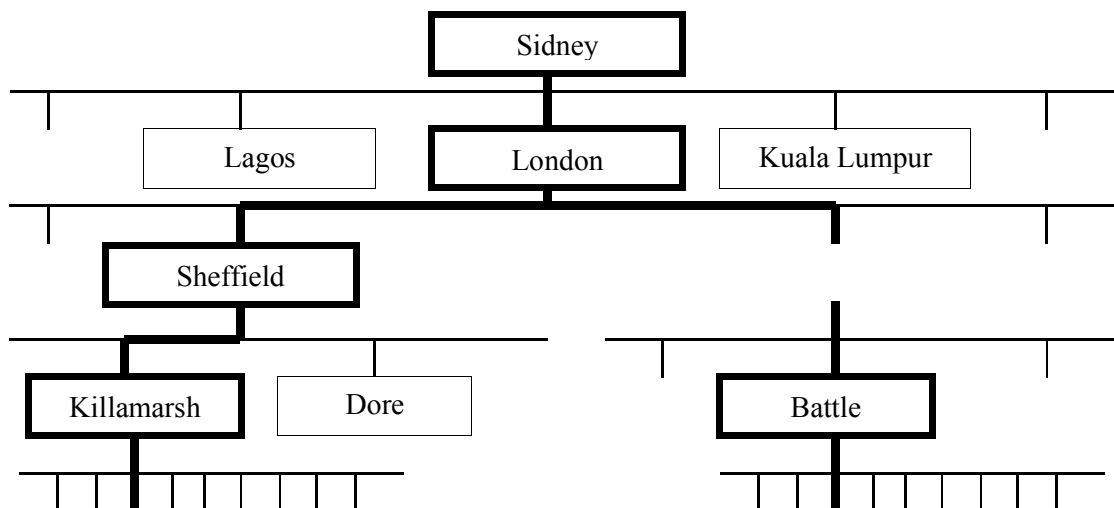 Sidney
Lagos
London
Kuala Lumpur
Sheffield
Killamarsh
Dore
Battle